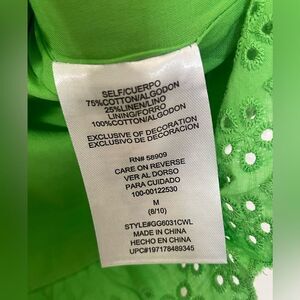 SELF/CUERPO
75%COTTON/ALGODON
25%LINEN/LINO
LINING/FORRO
100%COTTON/ALGODON
EXCLUSIVE OF DECORATION
EXCLUSIVO DE DECORACION
RN# 58909
CARE ON REVERSE
VER AL DORSO
PARA CUIDADO
100-00122530
M
(8/10)
STYLE#GG6031CWL
MADE IN CHINA
HECHO EN CHINA
UPC#197178489345